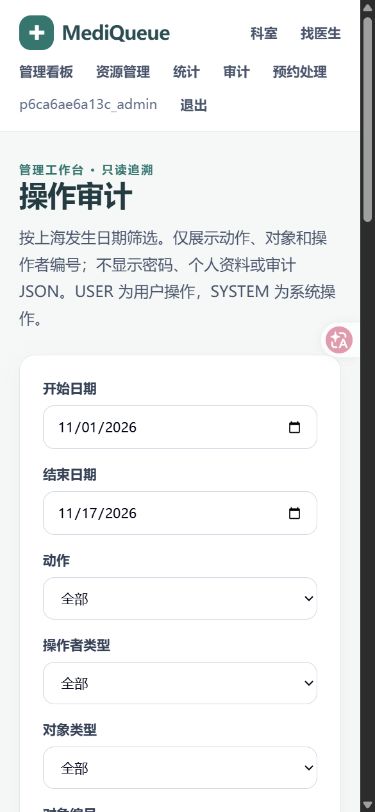 MediQueue
科室 找医生
管理看板 资源管理 统计 审计 预约处理
p6ca6ae6a13c_admin 退出
管理工作台 · 只读追溯
操作审计
按上海发生日期筛选。仅展示动作、对象和操
作者编号；不显示密码、个人资料或审计
JSON。USER 为用户操作，SYSTEM 为系统操
作。
开始日期
11/01/2026
结束日期
11/17/2026
动作
全部
操作者类型
全部
对象类型
全部
对象编号